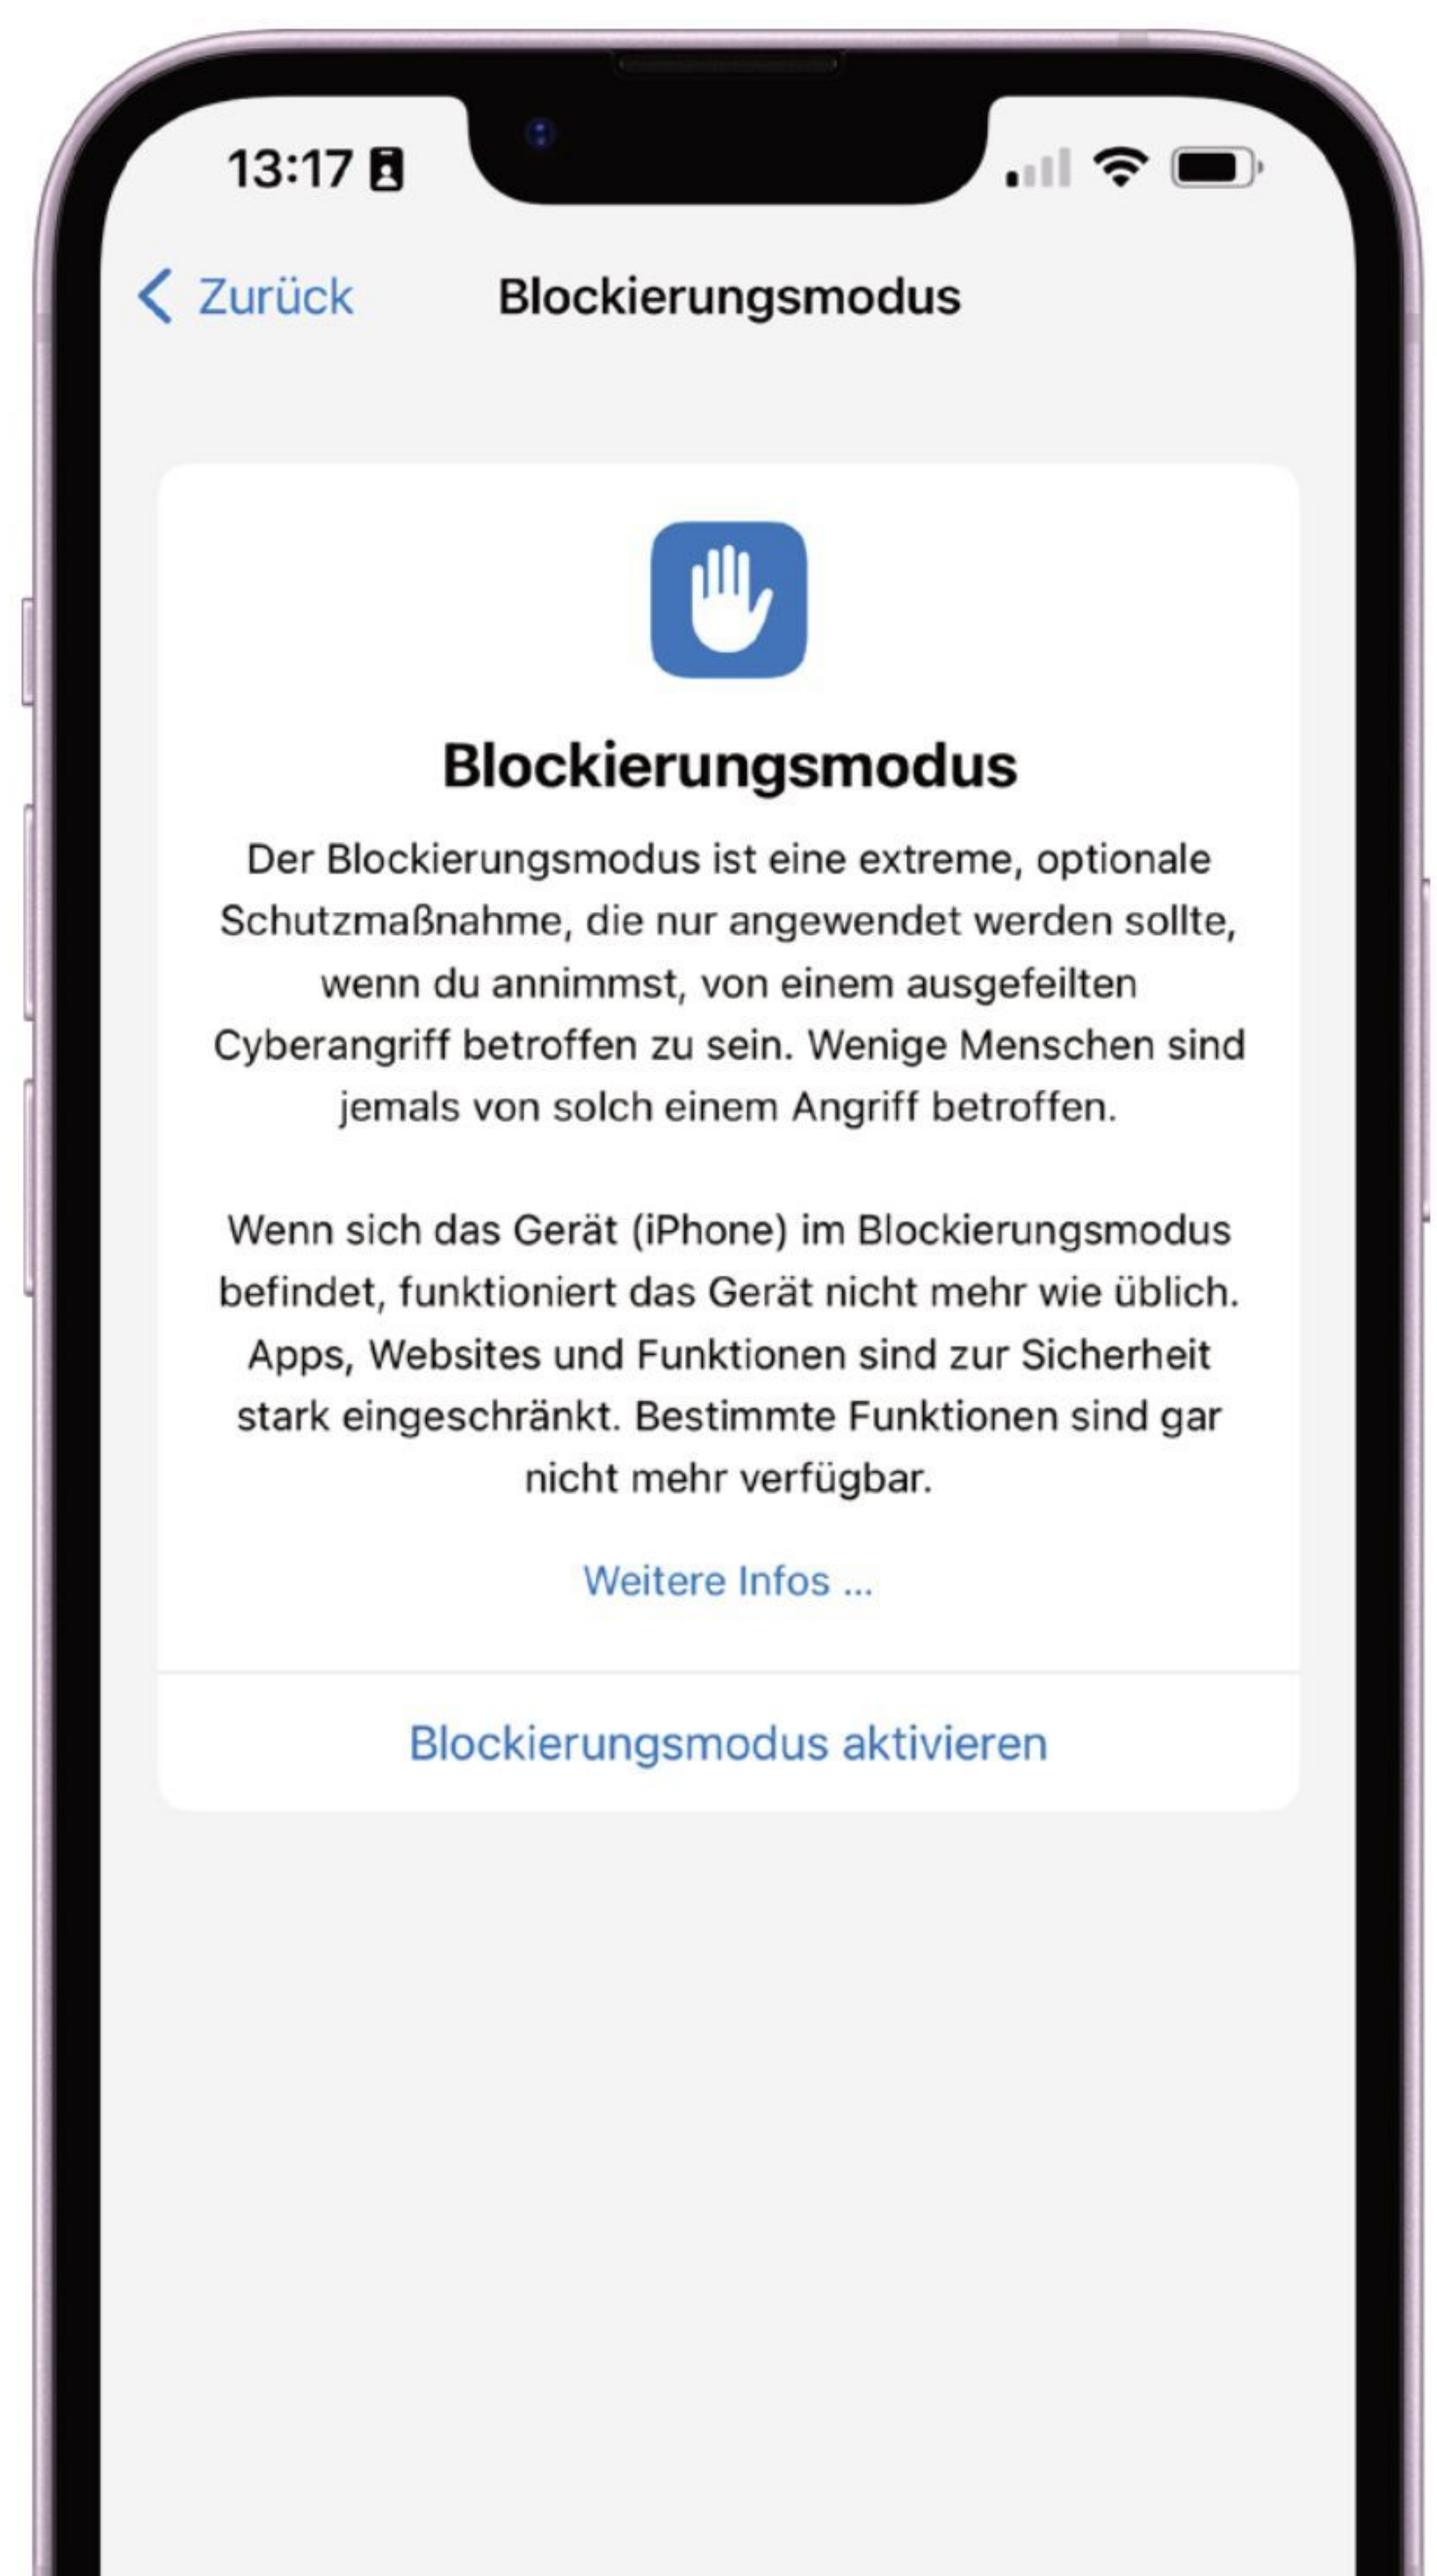 13:17
Zurück
Blockierungsmodus
Blockierungsmodus
Der Blockierungsmodus ist eine extreme, optionale
Schutzmaßnahme, die nur angewendet werden sollte,
wenn du annimmst, von einem ausgefeilten
Cyberangriff betroffen zu sein. Wenige Menschen sind
jemals von solch einem Angriff betroffen.
Wenn sich das Gerät (iPhone) im Blockierungsmodus
befindet, funktioniert das Gerät nicht mehr wie üblich.
Apps, Websites und Funktionen sind zur Sicherheit
stark eingeschränkt. Bestimmte Funktionen sind gar
nicht mehr verfügbar.
Weitere Infos ...
Blockierungsmodus aktivieren